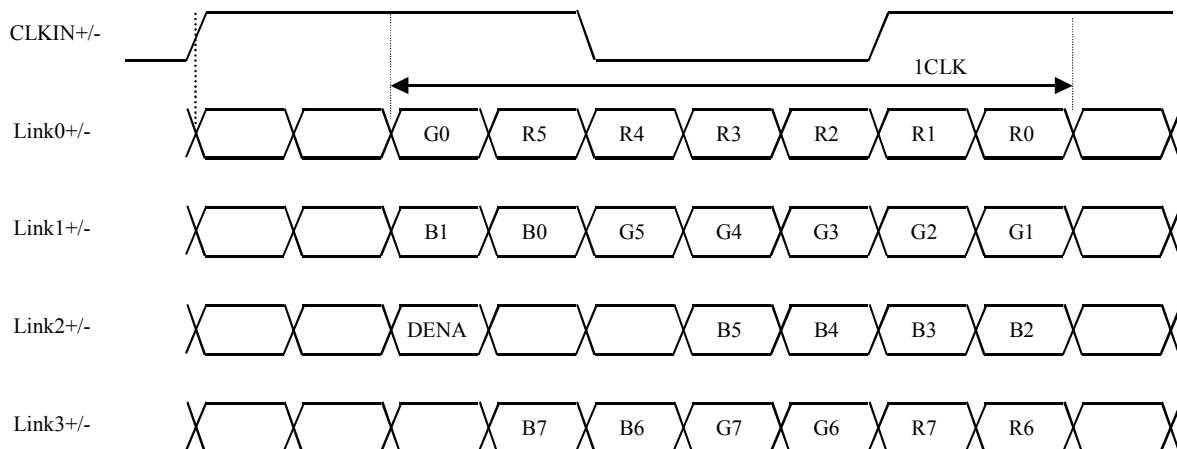 CLKIN+/-
1CLK
Link0+/- G0 R5 R4 R3 R2 R1 R0
Link1+/- B1 B0 G5 G4 G3 G2 G1
Link2+/- DENA B5 B4 B3 B2
Link3+/- B7 B6 G7 G6 R7 R6